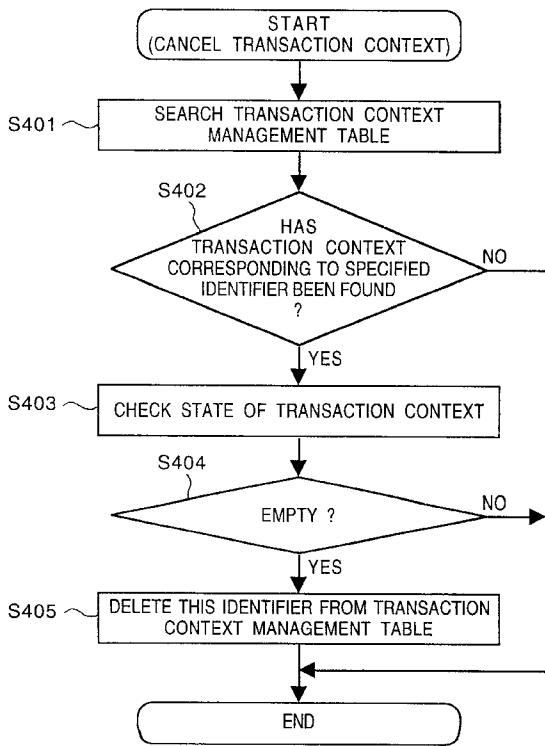 START
(CANCEL TRANSACTION CONTEXT)
S401
SEARCH TRANSACTION CONTEXT
MANAGEMENT TABLE
S402
HAS
TRANSACTION CONTEXT
CORRESPONDING TO SPECIFIED
IDENTIFIER BEEN FOUND
?
NO
YES
S403
CHECK STATE OF TRANSACTION CONTEXT
S404
EMPTY ?
NO
YES
S405
DELETE THIS IDENTIFIER FROM TRANSACTION
CONTEXT MANAGEMENT TABLE
END